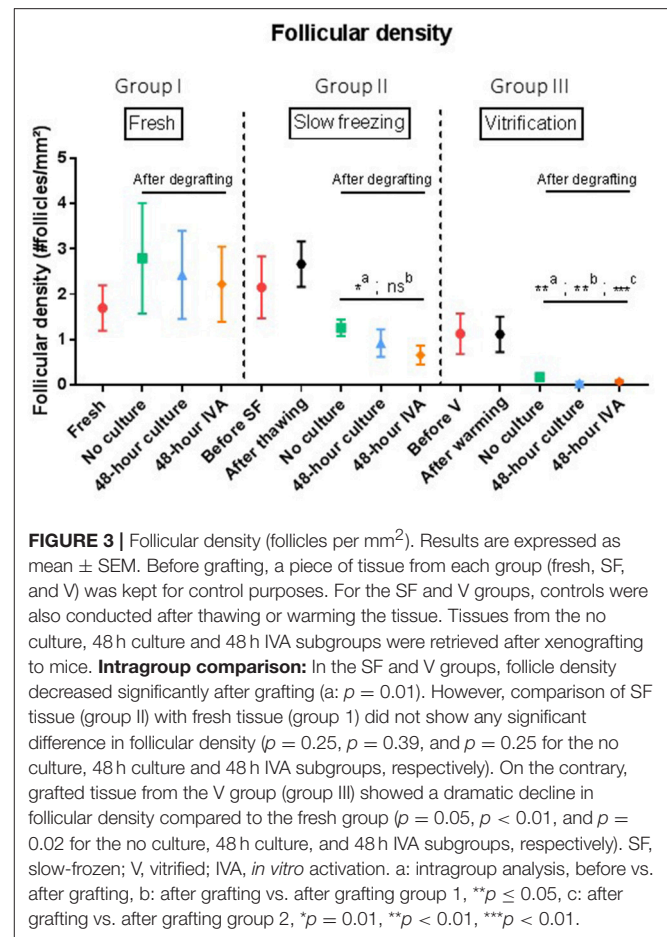 Follicular density
Group I Group II Group III
Fresh Slow freezing Vitrification
After degrafting After degrafting After degrafting
*a ; ns b **a ; **b ; ***c
Follicular density (#follicles/mm²)
5
4
3
2
1
0
Fresh
No culture
48-hour culture
48-hour IVA
Before SF
After thawing
No culture
48-hour culture
48-hour IVA
Before V
After warming
No culture
48-hour culture
48-hour IVA
FIGURE 3 | Follicular density (follicles per mm²). Results are expressed as
mean ± SEM. Before grafting, a piece of tissue from each group (fresh, SF,
and V) was kept for control purposes. For the SF and V groups, controls were
also conducted after thawing or warming the tissue. Tissues from the no
culture, 48 h culture and 48 h IVA subgroups were retrieved after xenografting
to mice. Intragroup comparison: In the SF and V groups, follicle density
decreased significantly after grafting (a: p = 0.01). However, comparison of SF
tissue (group II) with fresh tissue (group 1) did not show any significant
difference in follicular density (p = 0.25, p = 0.39, and p = 0.25 for the no
culture, 48 h culture and 48 h IVA subgroups, respectively). On the contrary,
grafted tissue from the V group (group III) showed a dramatic decline in
follicular density compared to the fresh group (p = 0.05, p < 0.01, and p =
0.02 for the no culture, 48 h culture, and 48 h IVA subgroups, respectively). SF,
slow-frozen; V, vitrified; IVA, in vitro activation. a: intragroup analysis, before vs.
after grafting, b: after grafting vs. after grafting group 1, **p ≤ 0.05, c: after
grafting vs. after grafting group 2, *p = 0.01, **p < 0.01, ***p < 0.01.